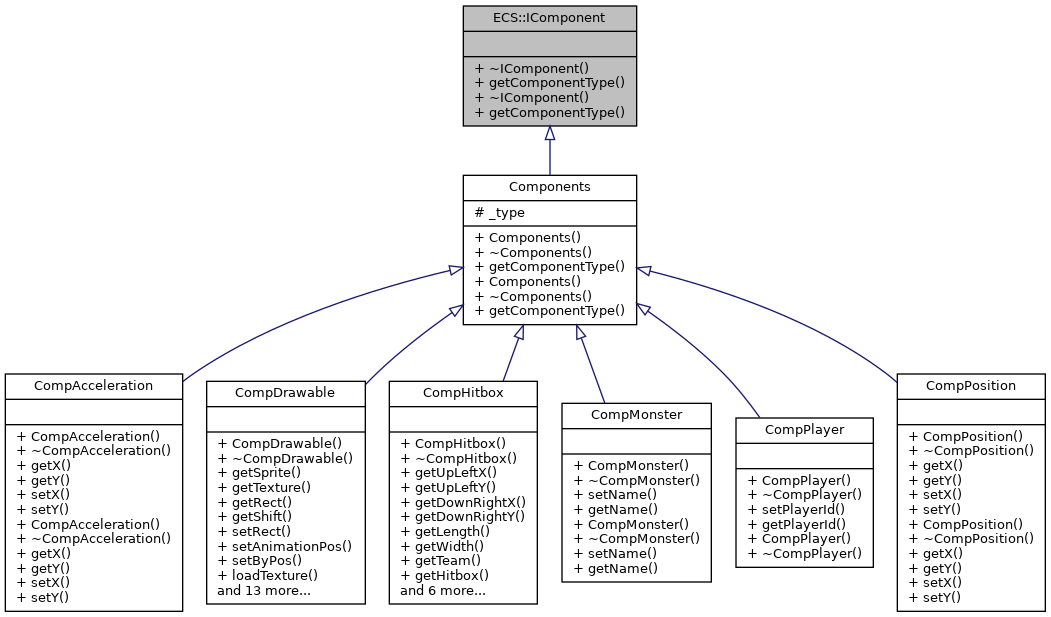 ECS::IComponent
+ ~IComponent()
+ getComponentType()
+ ~IComponent()
+ getComponentType()
Components
# _type
+ Components()
+ ~Components()
+ getComponentType()
+ Components()
+ ~Components()
+ getComponentType()
CompAcceleration
+ CompAcceleration()
+ ~CompAcceleration()
+ getX()
+ getY()
+ setX()
+ setY()
+ CompAcceleration()
+ ~CompAcceleration()
+ getX()
+ getY()
+ setX()
+ setY()
CompDrawable
+ CompDrawable()
+ ~CompDrawable()
+ getSprite()
+ getTexture()
+ getRect()
+ getShift()
+ setRect()
+ setAnimationPos()
+ setByPos()
+ loadTexture()
and 13 more...
CompHitbox
+ CompHitbox()
+ ~CompHitbox()
+ getUpLeftX()
+ getUpLeftY()
+ getDownRightX()
+ getDownRightY()
+ getLength()
+ getWidth()
+ getTeam()
+ getHitbox()
and 6 more...
CompMonster
+ CompMonster()
+ ~CompMonster()
+ setName()
+ getName()
+ CompMonster()
+ ~CompMonster()
+ setName()
+ getName()
CompPlayer
+ CompPlayer()
+ ~CompPlayer()
+ setPlayerId()
+ getPlayerId()
+ CompPlayer()
+ ~CompPlayer()
CompPosition
+ CompPosition()
+ ~CompPosition()
+ getX()
+ getY()
+ setX()
+ setY()
+ CompPosition()
+ ~CompPosition()
+ getX()
+ getY()
+ setX()
+ setY()